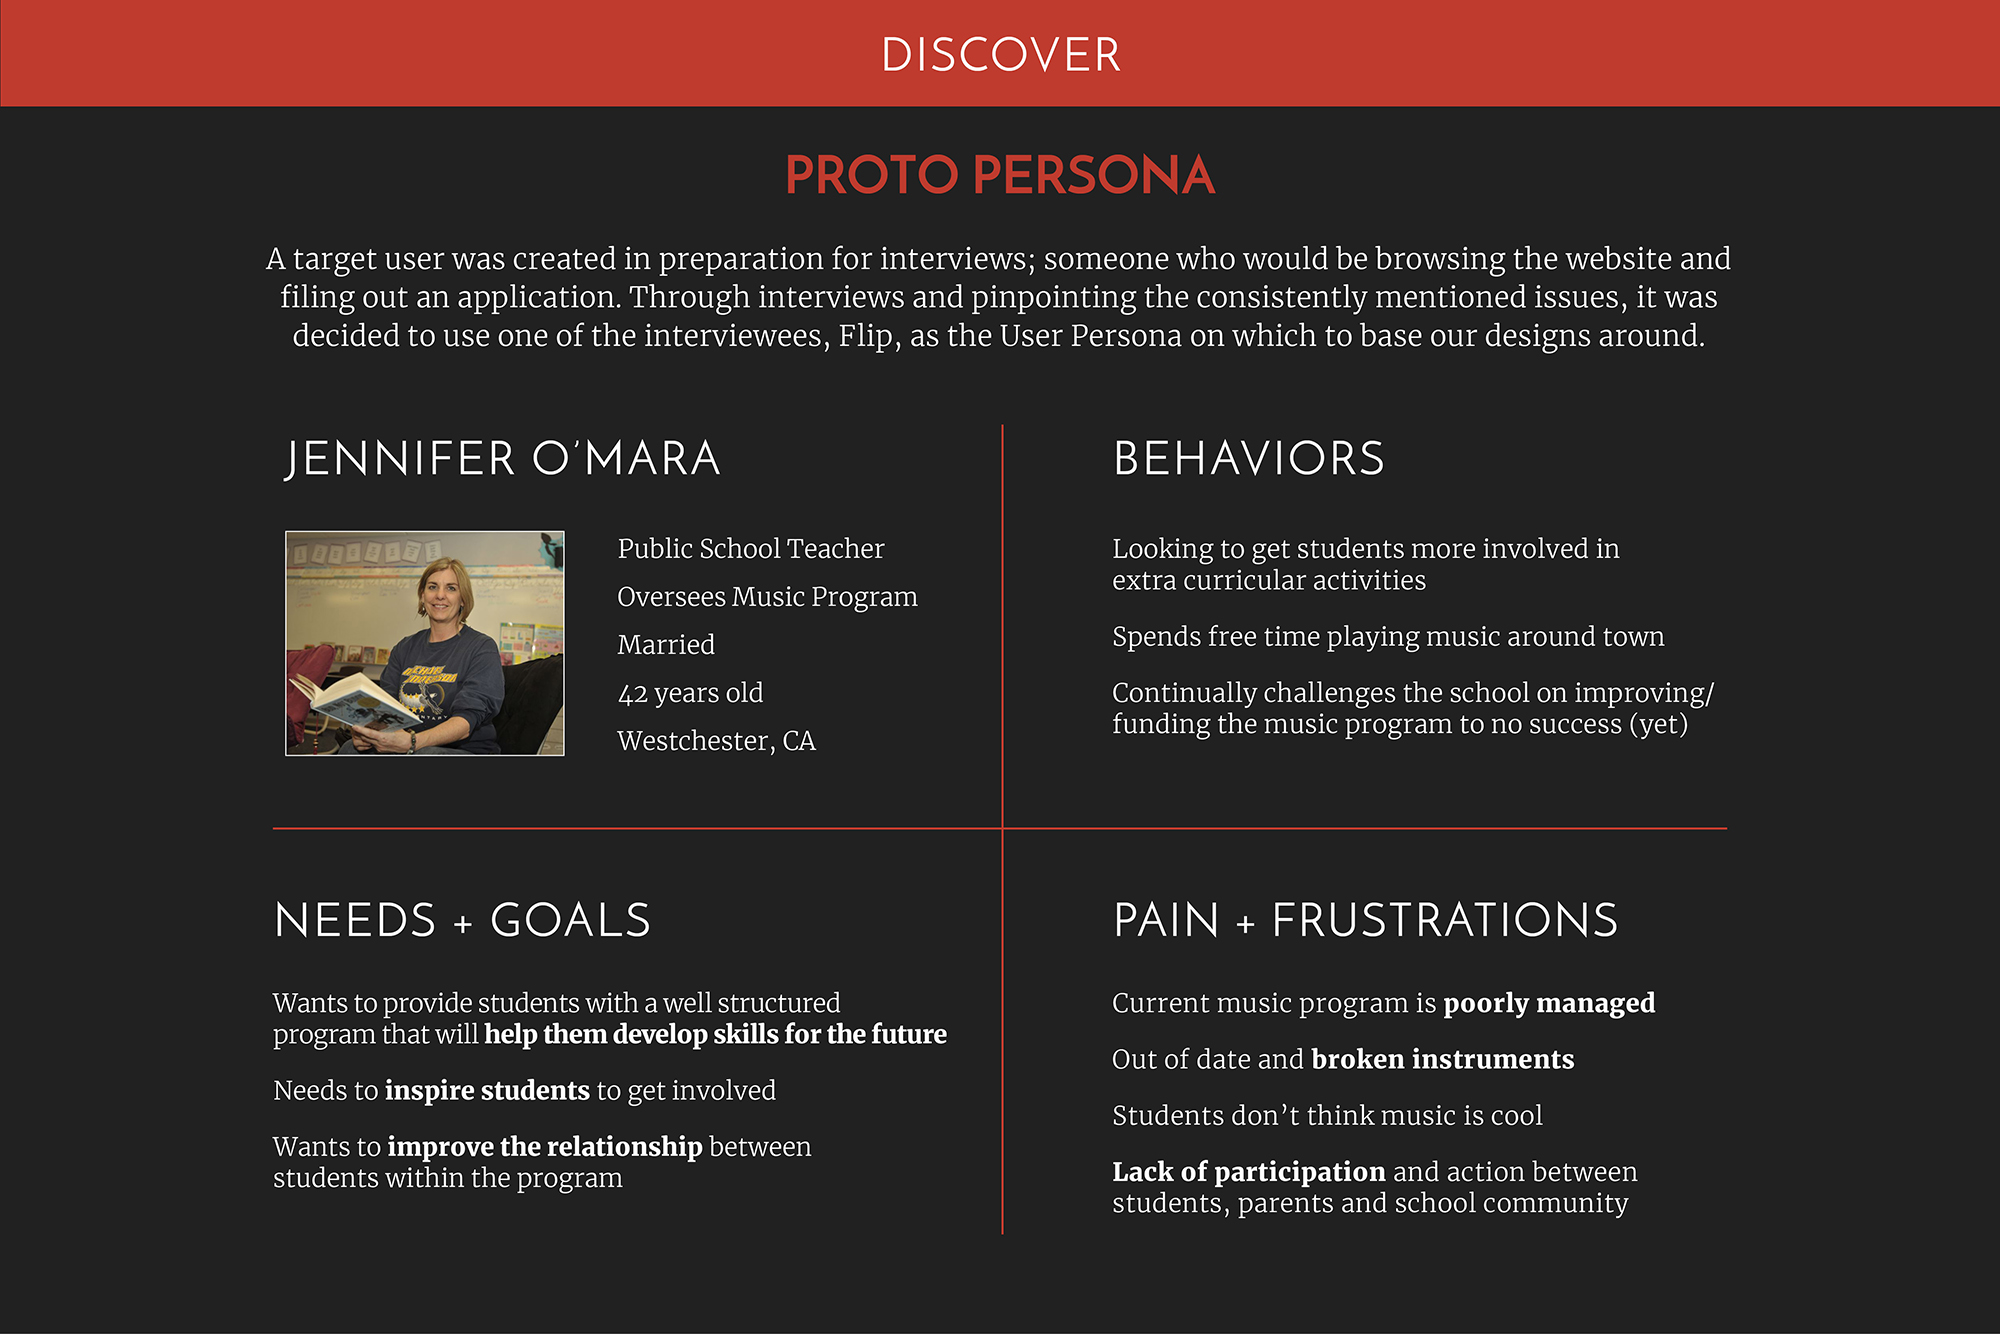 DISCOVER
PROTO PERSONA
A target user was created in preparation for interviews; someone who would be browsing the website and
filing out an application. Through interviews and pinpointing the consistently mentioned issues, it was
decided to use one of the interviewees, Flip, as the User Persona on which to base our designs around.
JENNIFER O’MARA
Public School Teacher
Oversees Music Program
Married
42 years old
Westchester, CA
BEHAVIORS
Looking to get students more involved in
extra curricular activities
Spends free time playing music around town
Continually challenges the school on improving/
funding the music program to no success (yet)
NEEDS + GOALS
Wants to provide students with a well structured
program that will help them develop skills for the future
Needs to inspire students to get involved
Wants to improve the relationship between
students within the program
PAIN + FRUSTRATIONS
Current music program is poorly managed
Out of date and broken instruments
Students don’t think music is cool
Lack of participation and action between
students, parents and school community